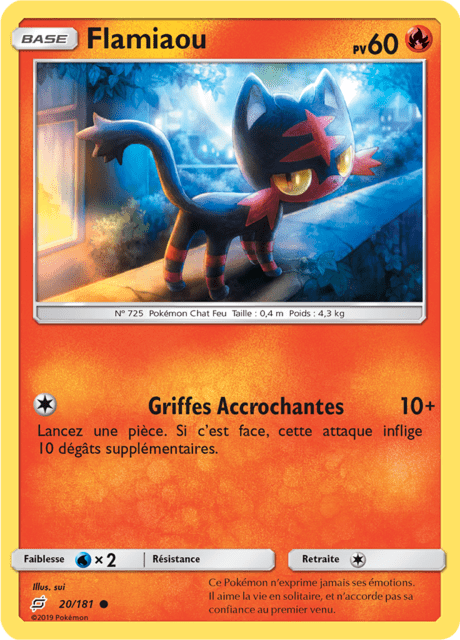 BASE Flamiaou PV60
N° 725 Pokémon Chat Feu Taille : 0,4 m Poids : 4,3 kg
Griffes Accrochantes 10+
Lancez une pièce. Si c'est face, cette attaque inflige
10 dégâts supplémentaires.
Faiblesse ×2 Résistance Retraite
Illus. sui
20/181
©2019 Pokémon
Ce Pokémon n'exprime jamais ses émotions.
Il aime la vie en solitaire, et n'accorde pas sa
confiance au premier venu.